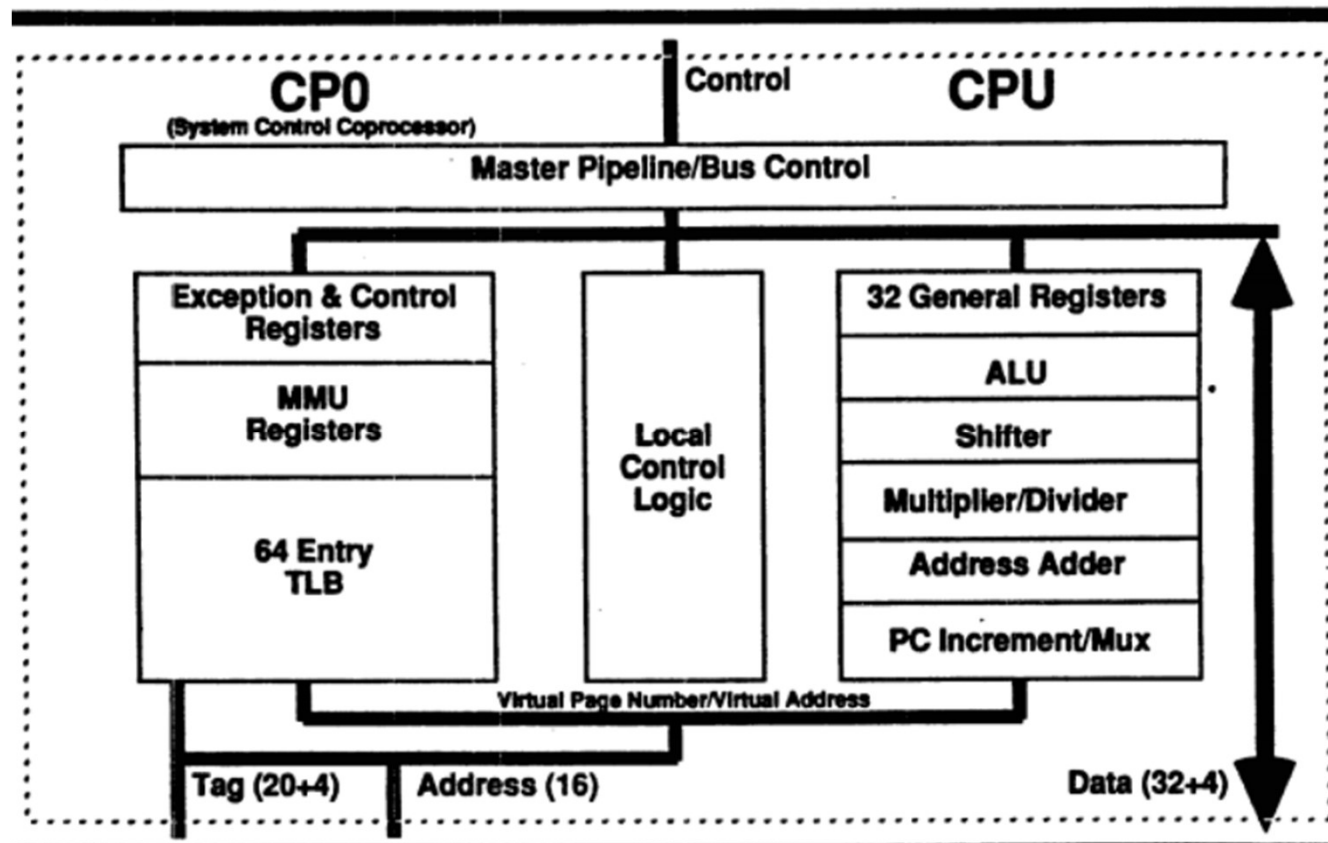 CP0
(System Control Coprocessor)
Control
CPU
Master Pipeline/Bus Control
Exception & Control
Registers
MMU
Registers
64 Entry
TLB
Local
Control
Logic
32 General Registers
ALU
Shifter
Multiplier/Divider
Address Adder
PC Increment/Mux
Virtual Page Number/Virtual Address
Tag (20+4)
Address (16)
Data (32+4)